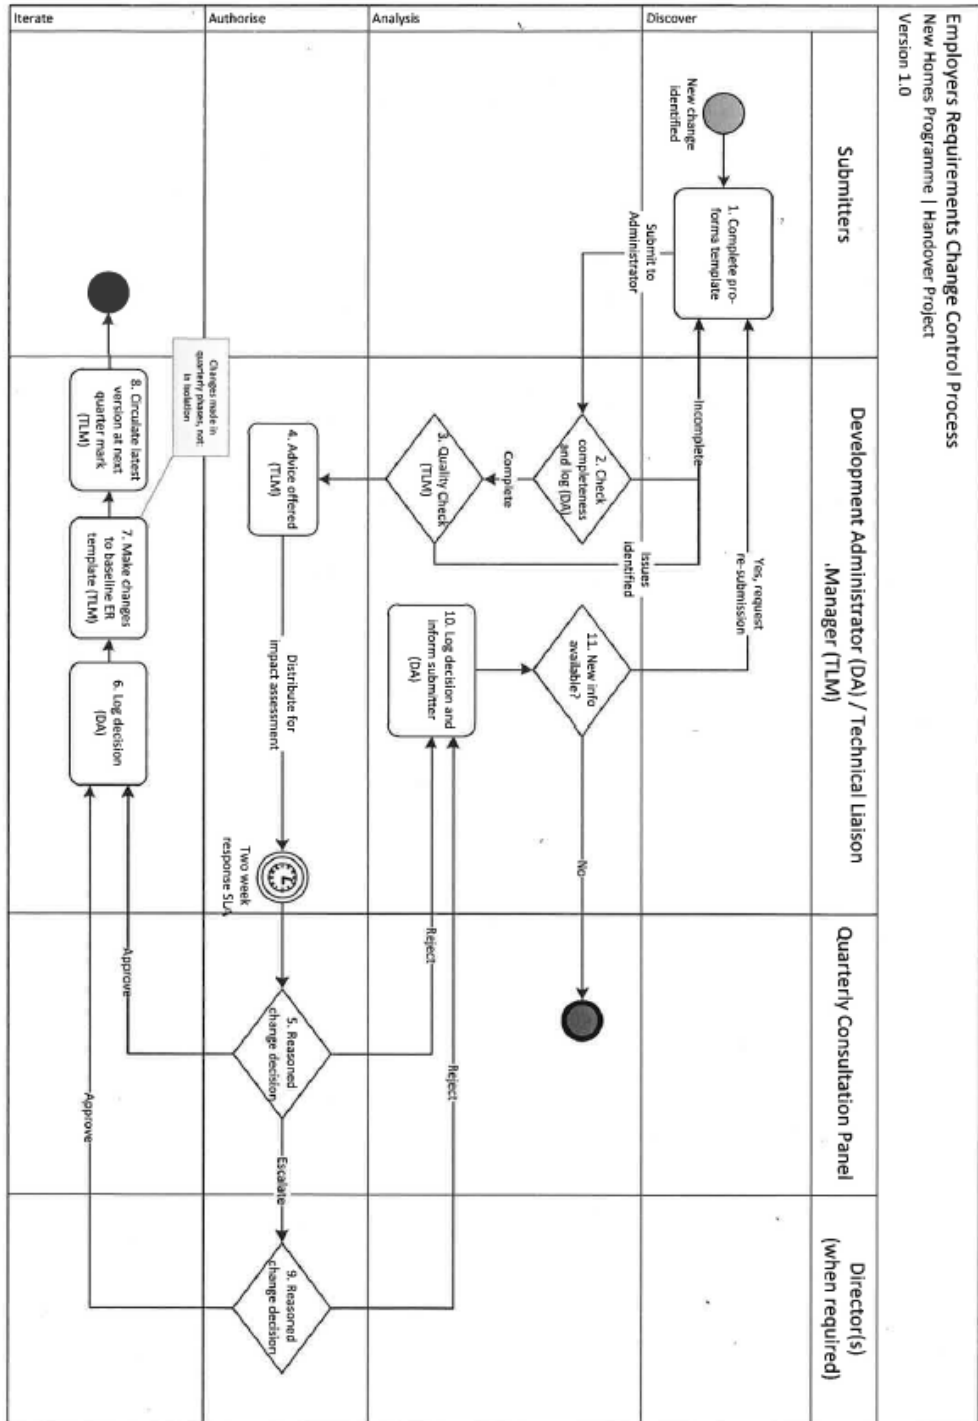 Employers Requirements Change Control Process
New Homes Programme | Handover Project
Version 1.0
Submitters
Development Administrator (DA) / Technical Liaison
.Manager (TLM)
Quarterly Consultation Panel
Director(s)
(when required)
Discover
Analysis
Authorise
Iterate
New change
identified
1. Complete pro-
forma template
Submit to
Administrator
Incomplete
Yes, request
re-submission
2. Check
completeness
and log (DA)
Complete
Issues
identified
3. Quality Check
(TLM)
11. New info
available?
No
10. Log decision and
inform submitter
(DA)
Reject
Reject
4. Advice offered
(TLM)
Distribute for
impact assessment
Two week
response SLA
5. Reasoned
change decision
Escalate
9. Reasoned
change decision
Approve
Approve
6. Log decision
(DA)
7. Make changes
to baseline ER
template (TLM)
Changes made in
quarterly phases, not:
in isolation
8. Circulate latest
version at next
quarter mark
(TLM)